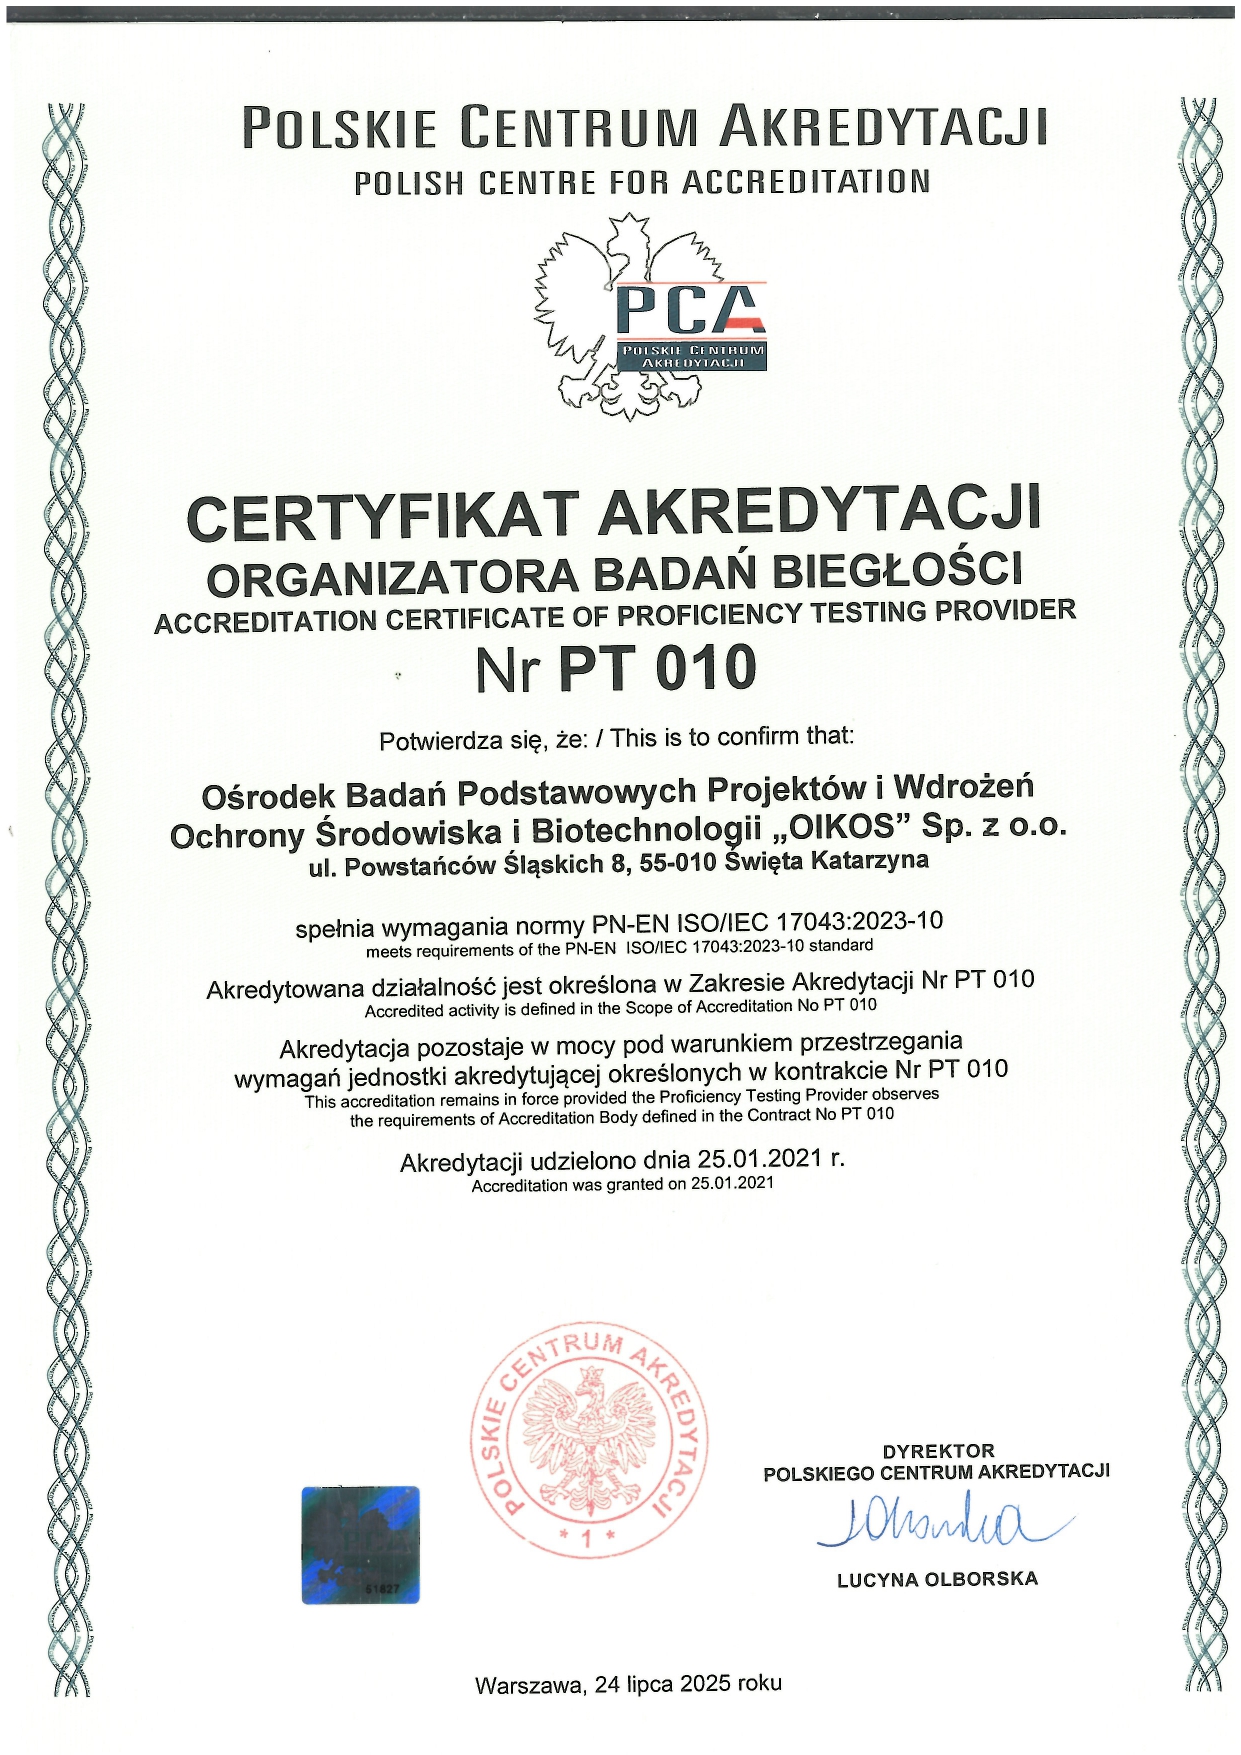 POLSKIE CENTRUM AKREDYTACJI
POLISH CENTRE FOR ACCREDITATION
PCA
POLSKIE CENTRUM
AKREDYTACJI
CERTYFIKAT AKREDYTACJI
ORGANIZATORA BADAŃ BIEGŁOŚCI
ACCREDITATION CERTIFICATE OF PROFICIENCY TESTING PROVIDER
Nr PT 010
Potwierdza się, że: / This is to confirm that:
Ośrodek Badań Podstawowych Projektów i Wdrożeń
Ochrony Środowiska i Biotechnologii „OIKOS” Sp. z o.o.
ul. Powstańców Śląskich 8, 55-010 Święta Katarzyna
spełnia wymagania normy PN-EN ISO/IEC 17043:2023-10
meets requirements of the PN-EN ISO/IEC 17043:2023-10 standard
Akredytowana działalność jest określona w Zakresie Akredytacji Nr PT 010
Accredited activity is defined in the Scope of Accreditation No PT 010
Akredytacja pozostaje w mocy pod warunkiem przestrzegania
wymagań jednostki akredytującej określonych w kontrakcie Nr PT 010
This accreditation remains in force provided the Proficiency Testing Provider observes
the requirements of Accreditation Body defined in the Contract No PT 010
Akredytacji udzielono dnia 25.01.2021 r.
Accreditation was granted on 25.01.2021
POLSKIE CENTRUM AKREDYTACJI
* 1 *
DYREKTOR
POLSKIEGO CENTRUM AKREDYTACJI
LUCYNA OLBORSKA
51827
Warszawa, 24 lipca 2025 roku